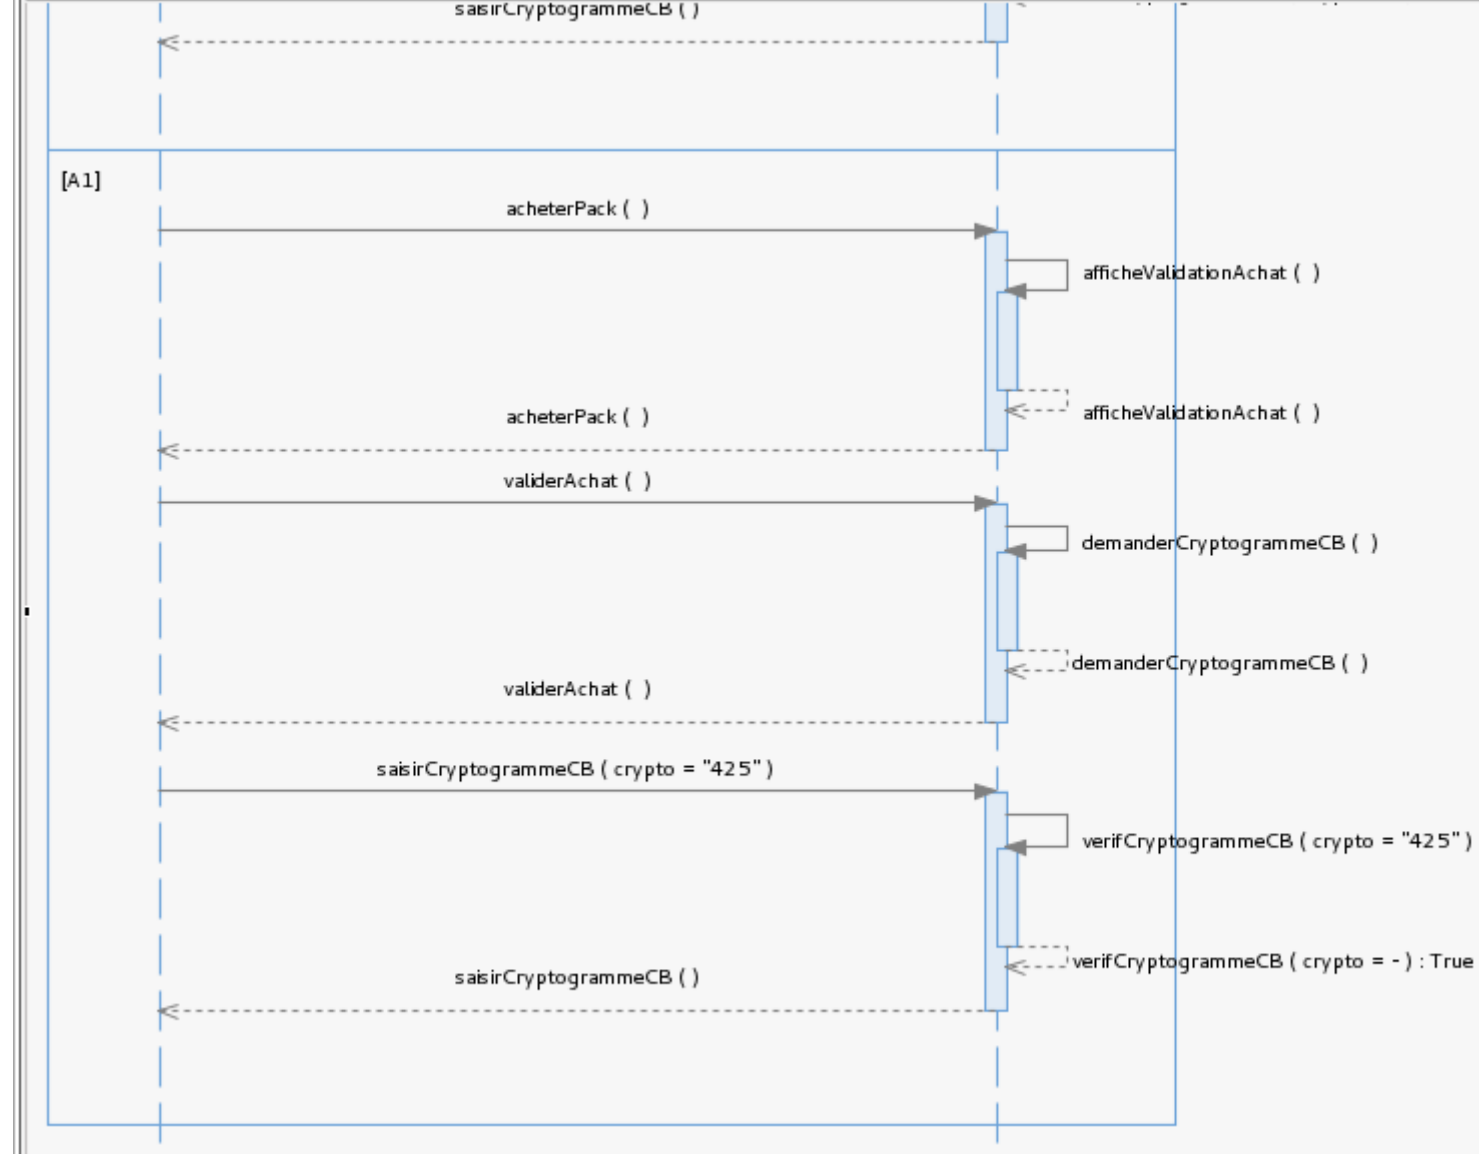 saisirCryptogrammeCB ( )
[A1]
acheterPack ( )
afficheValidationAchat ( )
afficheValidationAchat ( )
acheterPack ( )
validerAchat ( )
demanderCryptogrammeCB ( )
demanderCryptogrammeCB ( )
validerAchat ( )
saisirCryptogrammeCB ( crypto = "425" )
verifCryptogrammeCB ( crypto = "425" )
verifCryptogrammeCB ( crypto = - ) : True
saisirCryptogrammeCB ( )